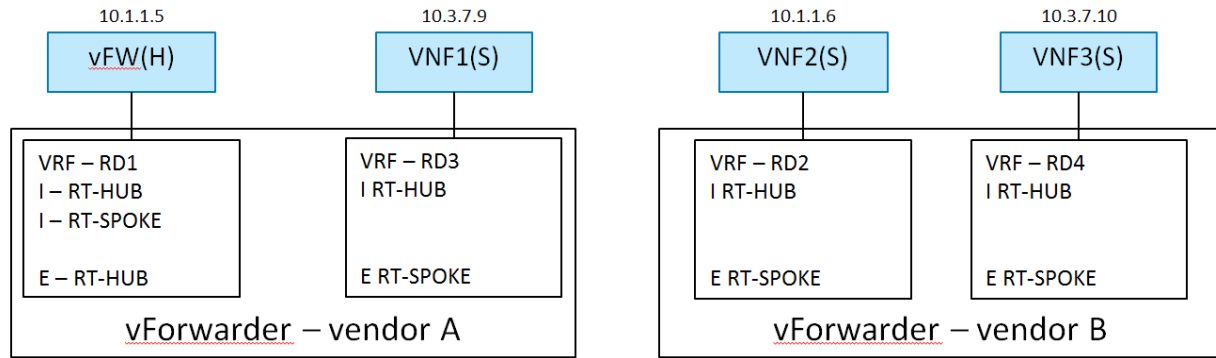 10.1.1.5
10.3.7.9
10.1.1.6
10.3.7.10
vFW(H)
VNF1(S)
VNF2(S)
VNF3(S)
VRF – RD1
I – RT-HUB
I – RT-SPOKE
E – RT-HUB
VRF – RD3
I RT-HUB
E RT-SPOKE
VRF – RD2
I RT-HUB
E RT-SPOKE
VRF – RD4
I RT-HUB
E RT-SPOKE
vForwarder – vendor A
vForwarder – vendor B